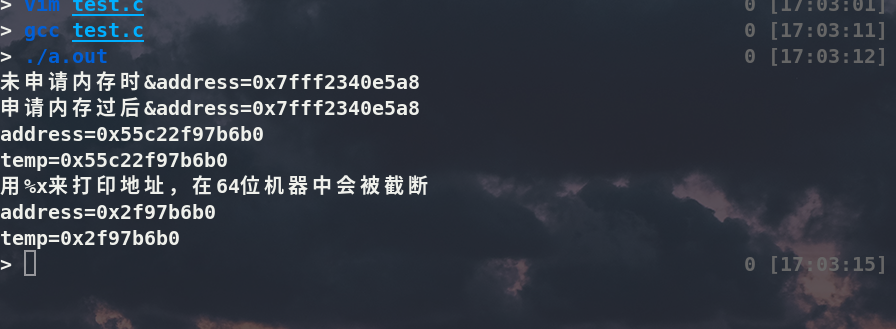 > vim test.c 0 [17:03:01]
> gcc test.c 0 [17:03:11]
> ./a.out 0 [17:03:12]
未申请内存时&address=0x7fff2340e5a8
申请内存过后&address=0x7fff2340e5a8
address=0x55c22f97b6b0
temp=0x55c22f97b6b0
用%x来打印地址，在64位机器中会被截断
address=0x2f97b6b0
temp=0x2f97b6b0
> 0 [17:03:15]